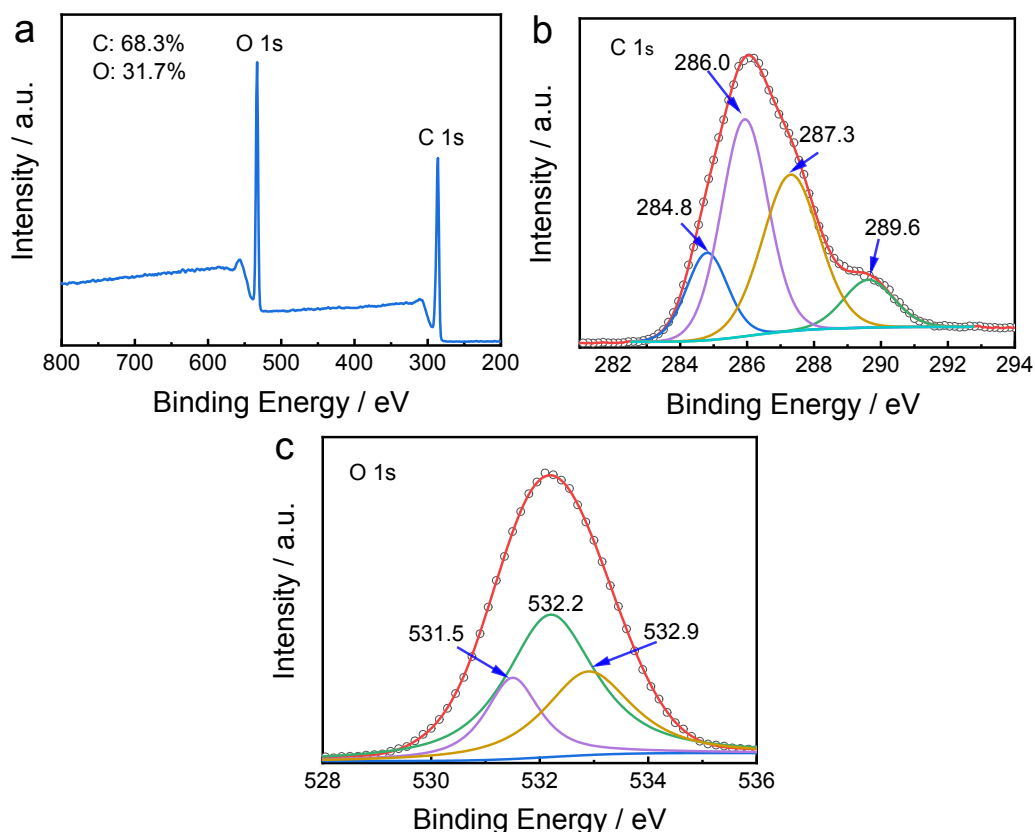 a
C: 68.3%
O: 31.7%
O 1s
C 1s
Intensity / a.u.
800 700 600 500 400 300 200
Binding Energy / eV
b
C 1s
286.0
287.3
284.8
289.6
Intensity / a.u.
282 284 286 288 290 292 294
Binding Energy / eV
c
O 1s
532.2
531.5
532.9
Intensity / a.u.
528 530 532 534 536
Binding Energy / eV